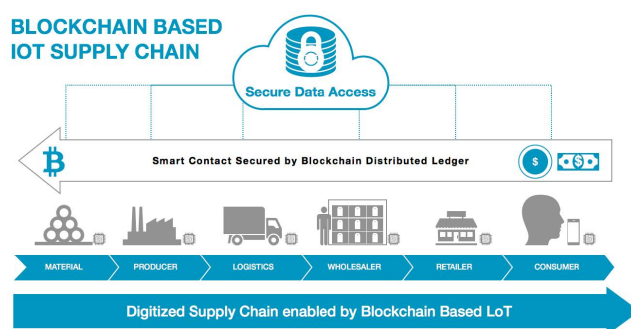 BLOCKCHAIN BASED
IOT SUPPLY CHAIN
Secure Data Access
Smart Contact Secured by Blockchain Distributed Ledger
$
$
MATERIAL
PRODUCER
LOGISTICS
WHOLESALER
RETAILER
CONSUMER
Digitized Supply Chain enabled by Blockchain Based LoT